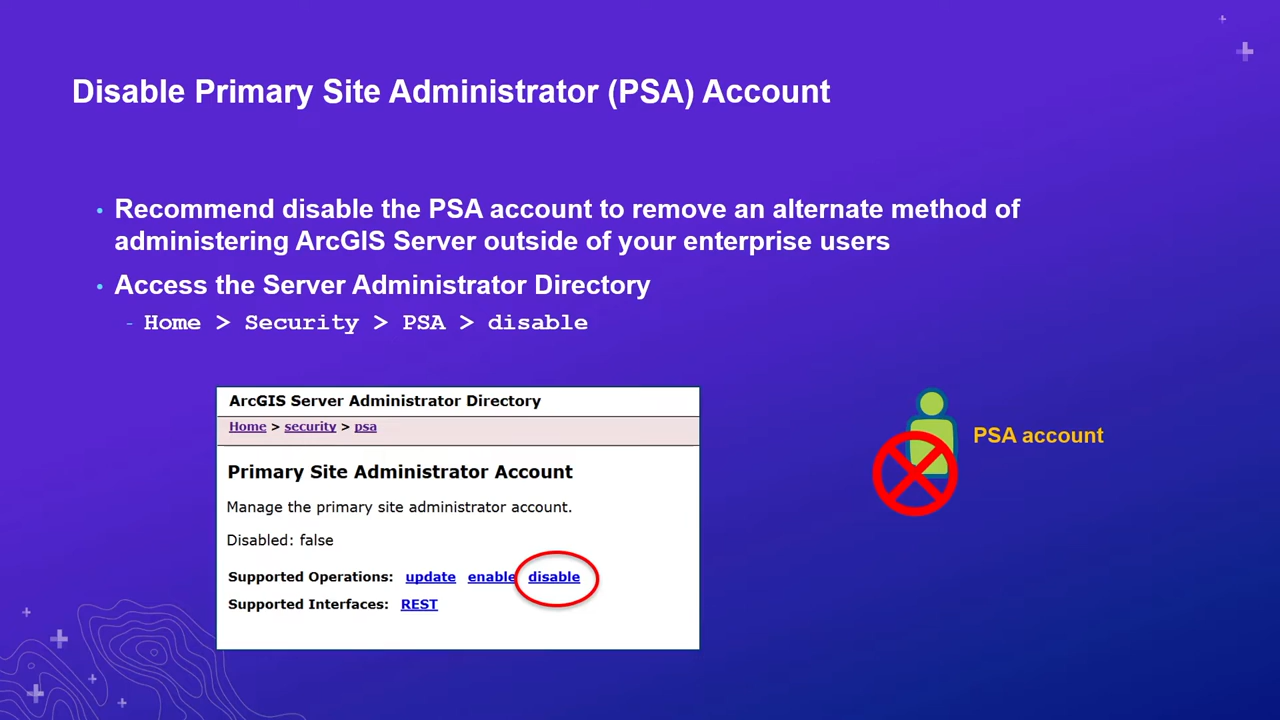 Disable Primary Site Administrator (PSA) Account
• Recommend disable the PSA account to remove an alternate method of
administering ArcGIS Server outside of your enterprise users
• Access the Server Administrator Directory
- Home > Security > PSA > disable
ArcGIS Server Administrator Directory
Home > security > psa
Primary Site Administrator Account
Manage the primary site administrator account.
Disabled: false
Supported Operations: update enable disable
Supported Interfaces: REST
PSA account